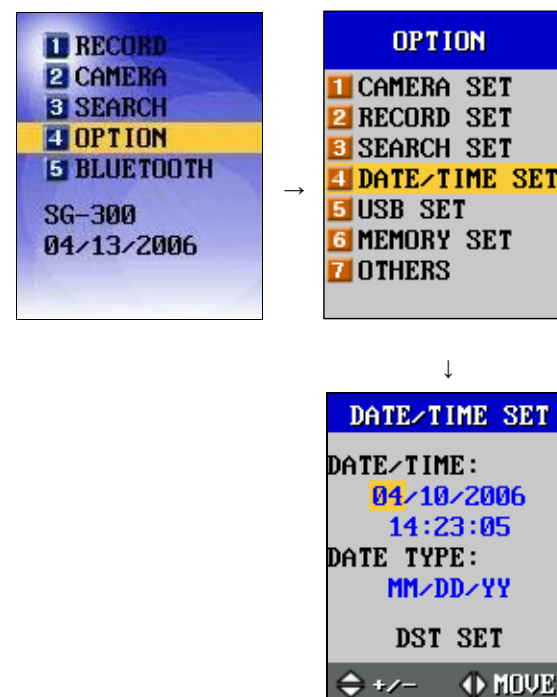 1 RECORD
2 CAMERA
3 SEARCH
4 OPTION
5 BLUETOOTH
SG-300
04/13/2006
→
OPTION
1 CAMERA SET
2 RECORD SET
3 SEARCH SET
4 DATE/TIME SET
5 USB SET
6 MEMORY SET
7 OTHERS
↓
DATE/TIME SET
DATE/TIME:
04/10/2006
14:23:05
DATE TYPE:
MM/DD/YY
DST SET
+/- MOVE